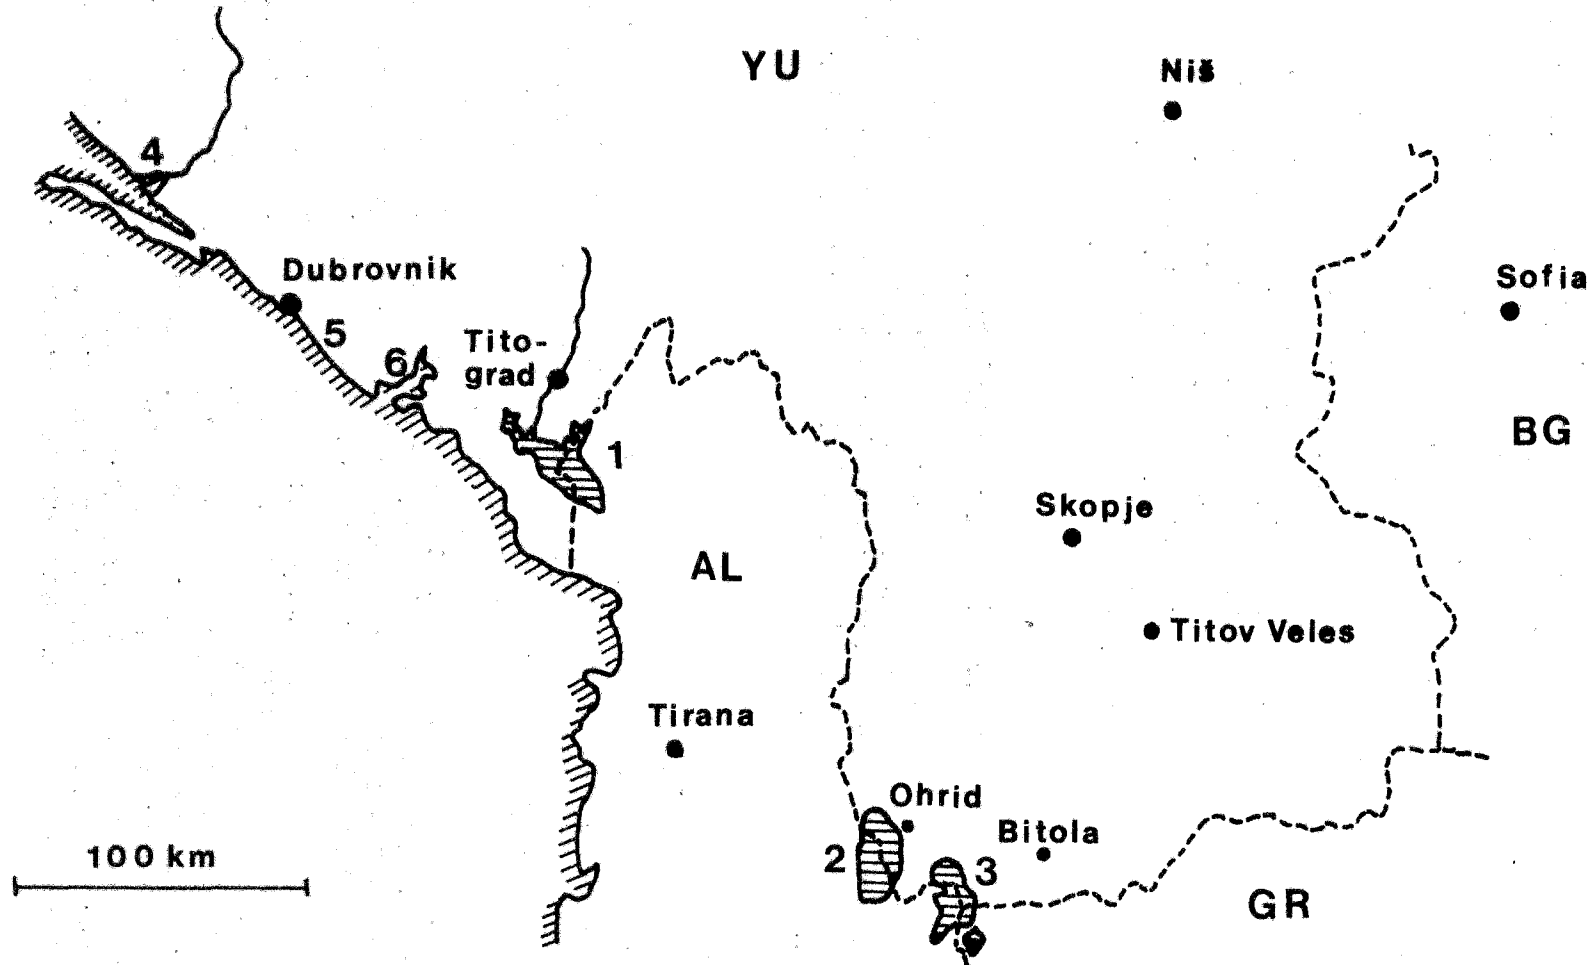 YU
Niš
4
Dubrovnik
Sofia
5
6
Tito-
grad
1
BG
Skopje
AL
Titov Veles
Tirana
Ohrid
Bitola
2
3
100 km
GR